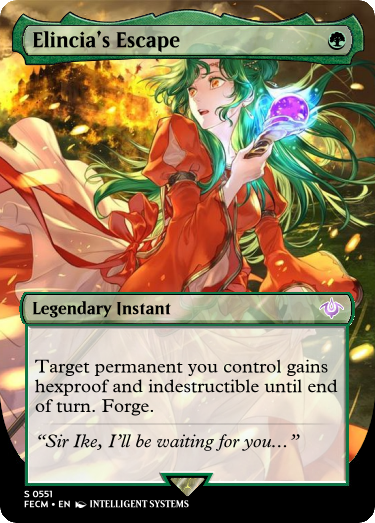 Elincia's Escape
Legendary Instant
Target permanent you control gains
hexproof and indestructible until end
of turn. Forge.
"Sir Ike, I'll be waiting for you…"
S 0551
FECM • EN INTELLIGENT SYSTEMS